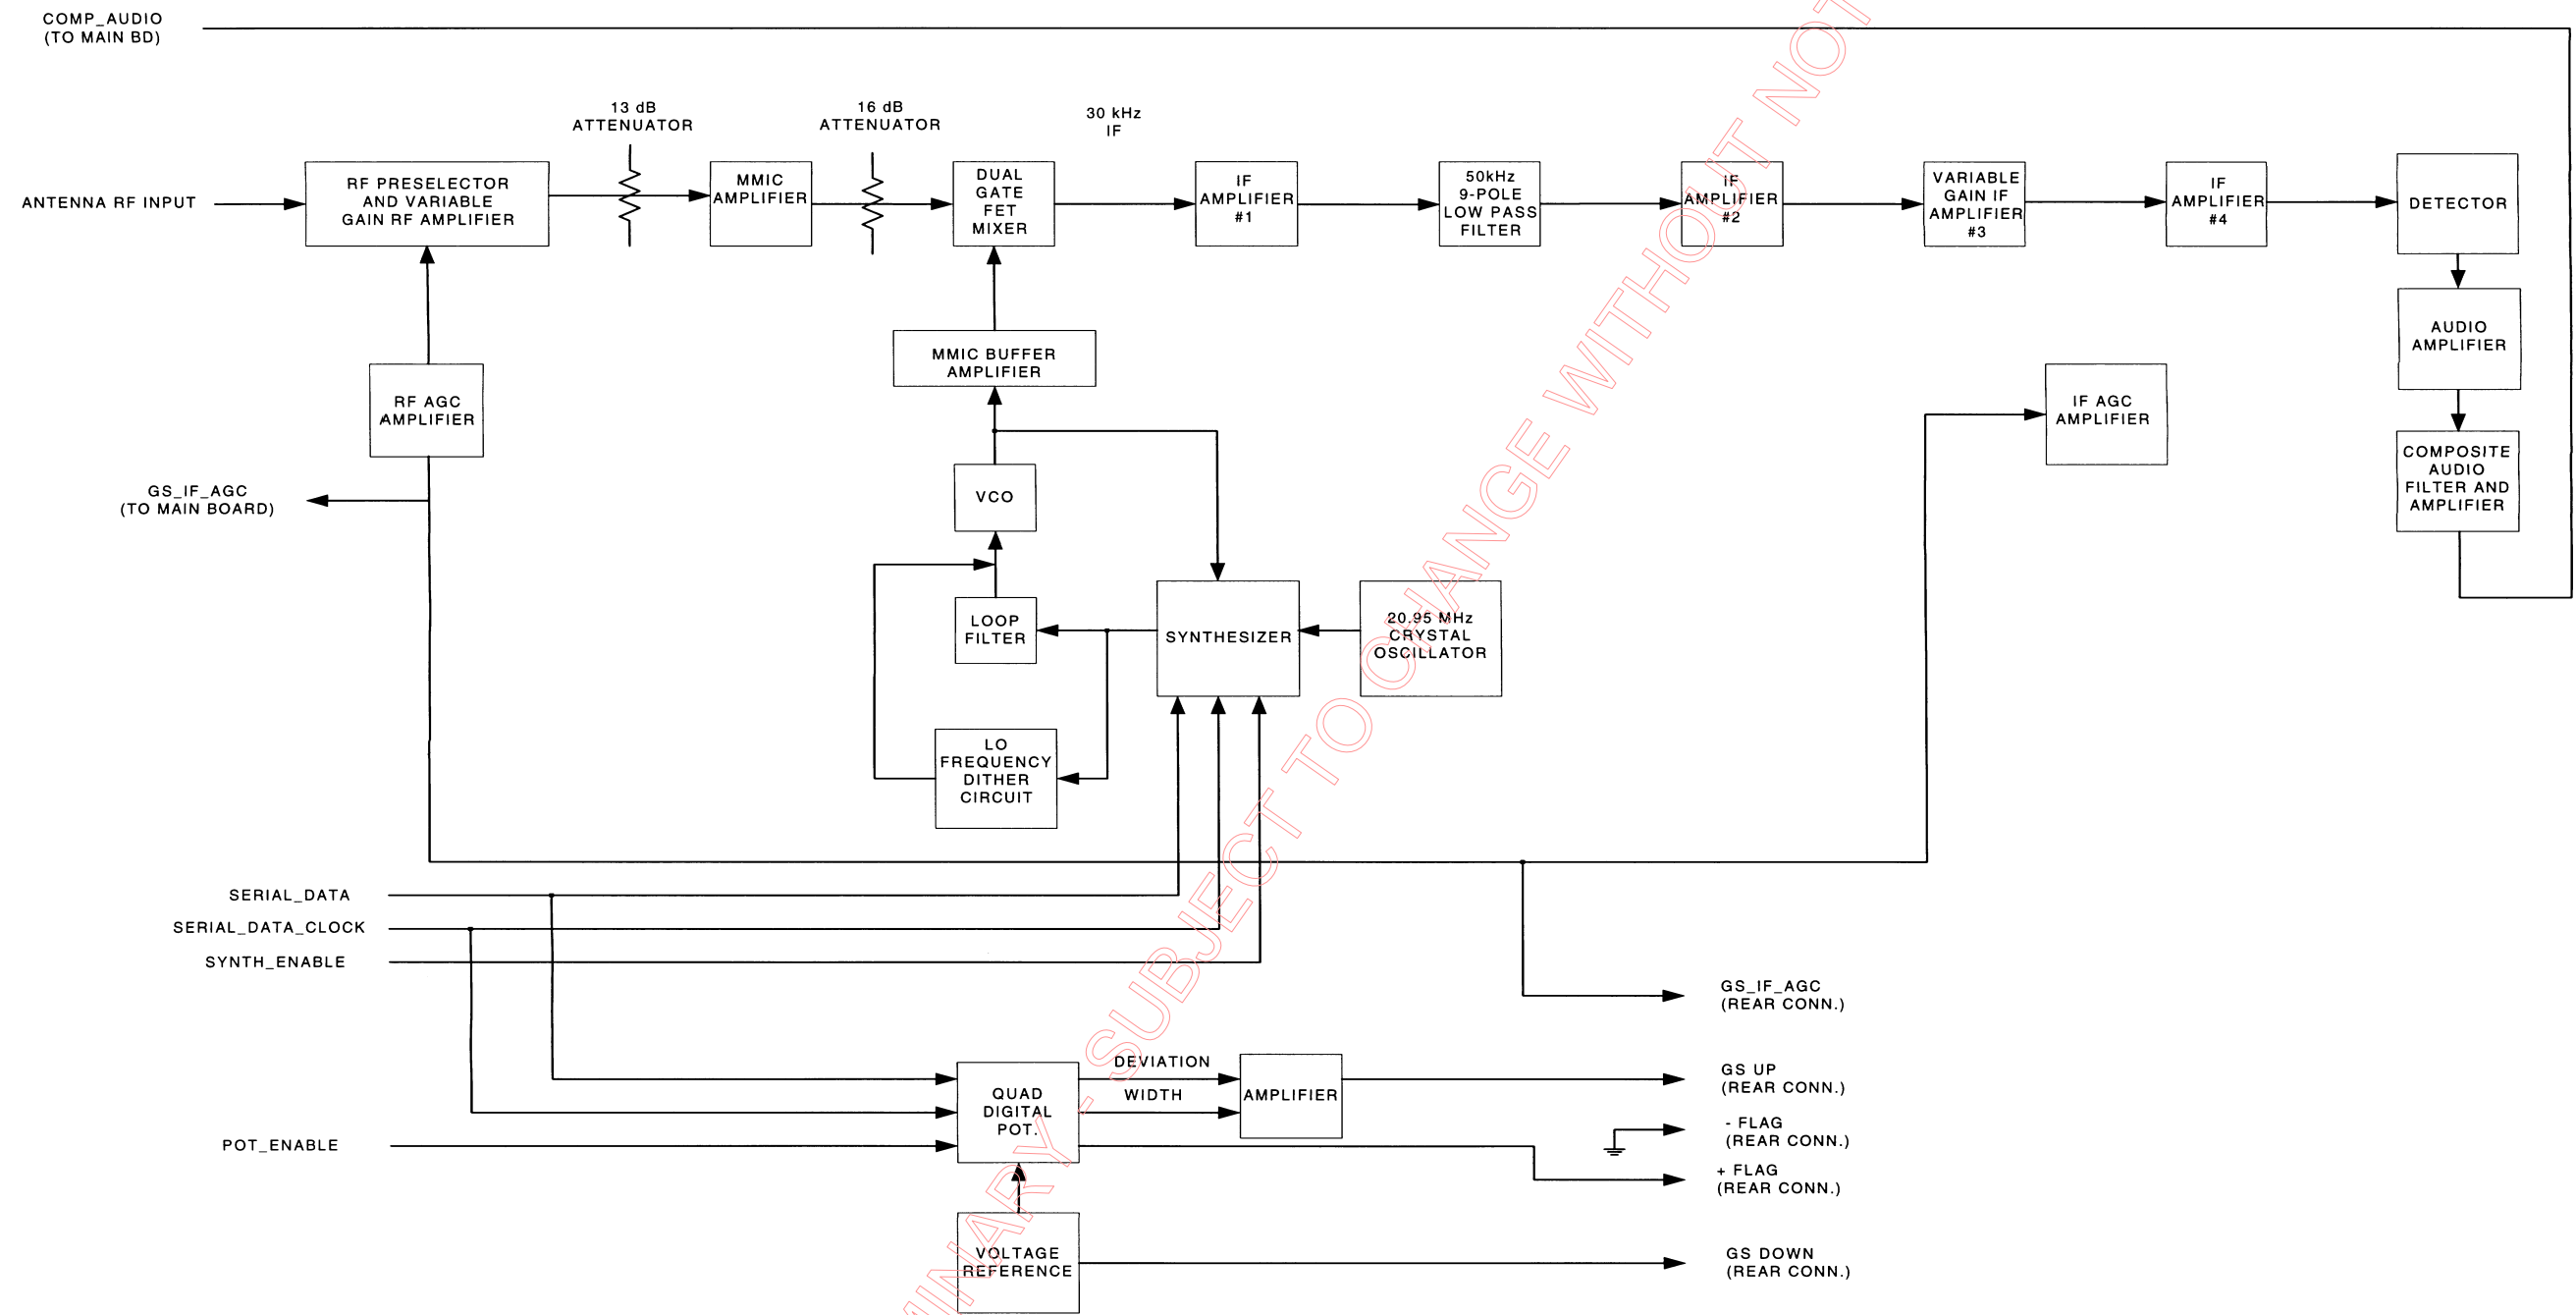 COMP_AUDIO
(TO MAIN BD)
13 dB
ATTENUATOR
16 dB
ATTENUATOR
30 kHz
IF
ANTENNA RF INPUT
RF PRESELECTOR
AND VARIABLE
GAIN RF AMPLIFIER
MMIC
AMPLIFIER
DUAL
GATE
FET
MIXER
IF
AMPLIFIER
#1
50kHz
9-POLE
LOW PASS
FILTER
IF
AMPLIFIER
#2
VARIABLE
GAIN IF
AMPLIFIER
#3
IF
AMPLIFIER
#4
DETECTOR
MMIC BUFFER
AMPLIFIER
AUDIO
AMPLIFIER
RF AGC
AMPLIFIER
IF AGC
AMPLIFIER
COMPOSITE
AUDIO
FILTER AND
AMPLIFIER
GS_IF_AGC
(TO MAIN BOARD)
VCO
LOOP
FILTER
SYNTHESIZER
20.95 MHz
CRYSTAL
OSCILLATOR
LO
FREQUENCY
DITHER
CIRCUIT
SERIAL_DATA
SERIAL_DATA_CLOCK
SYNTH_ENABLE
GS_IF_AGC
(REAR CONN.)
DEVIATION
WIDTH
QUAD
DIGITAL
POT.
AMPLIFIER
GS UP
(REAR CONN.)
- FLAG
(REAR CONN.)
POT_ENABLE
+ FLAG
(REAR CONN.)
VOLTAGE
REFERENCE
GS DOWN
(REAR CONN.)
MINARY - SUBJECT TO CHANGE WITHOUT NOT